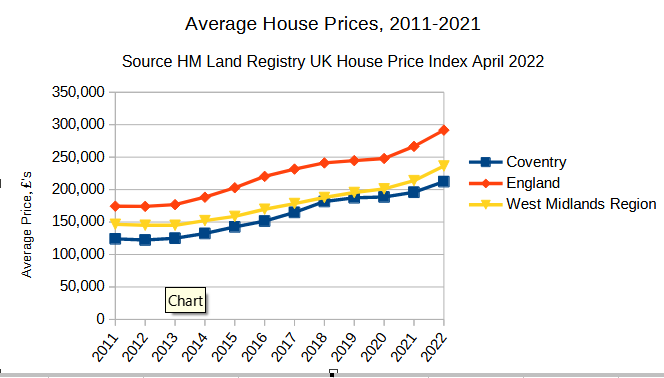 Average House Prices, 2011-2021
Source HM Land Registry UK House Price Index April 2022
350,000
300,000
250,000
200,000
150,000
100,000
50,000
0
Average Price, £'s
2011
2012
2013
2014
2015
2016
2017
2018
2019
2020
2021
2022
Chart
Coventry
England
West Midlands Region